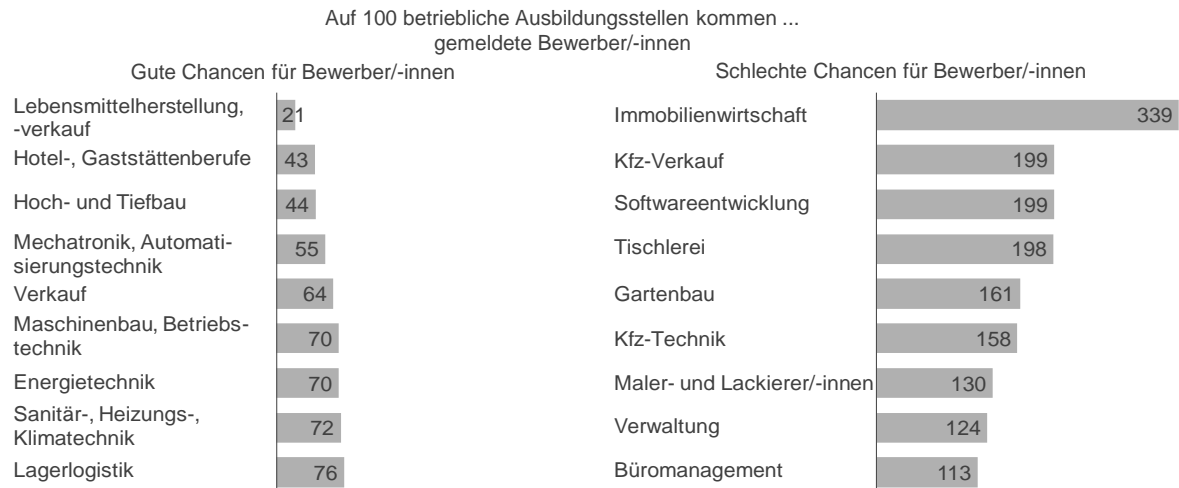 Auf 100 betriebliche Ausbildungsstellen kommen ...
gemeldete Bewerber/-innen
Gute Chancen für Bewerber/-innen
Lebensmittelherstellung,
-verkauf
21
Hotel-, Gaststättenberufe
43
Hoch- und Tiefbau
44
Mechatronik, Automati-
sierungstechnik
55
Verkauf
64
Maschinenbau, Betriebs-
technik
70
Energietechnik
70
Sanitär-, Heizungs-,
Klimatechnik
72
Lagerlogistik
76
Schlechte Chancen für Bewerber/-innen
Immobilienwirtschaft
339
Kfz-Verkauf
199
Softwareentwicklung
199
Tischlerei
198
Gartenbau
161
Kfz-Technik
158
Maler- und Lackierer/-innen
130
Verwaltung
124
Büromanagement
113